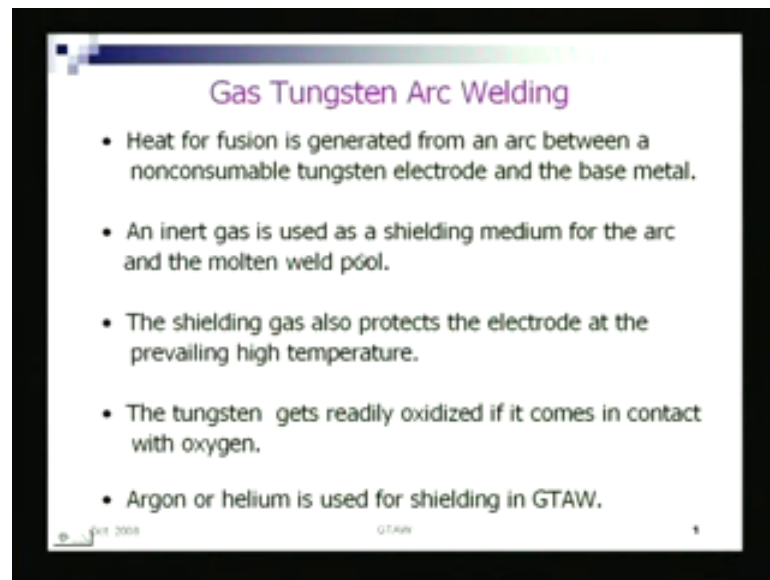 Gas Tungsten Arc Welding
• Heat for fusion is generated from an arc between a
nonconsumable tungsten electrode and the base metal.
• An inert gas is used as a shielding medium for the arc
and the molten weld pool.
• The shielding gas also protects the electrode at the
prevailing high temperature.
• The tungsten gets readily oxidized if it comes in contact
with oxygen.
• Argon or helium is used for shielding in GTAW.
Oct 2008 GTAW 1